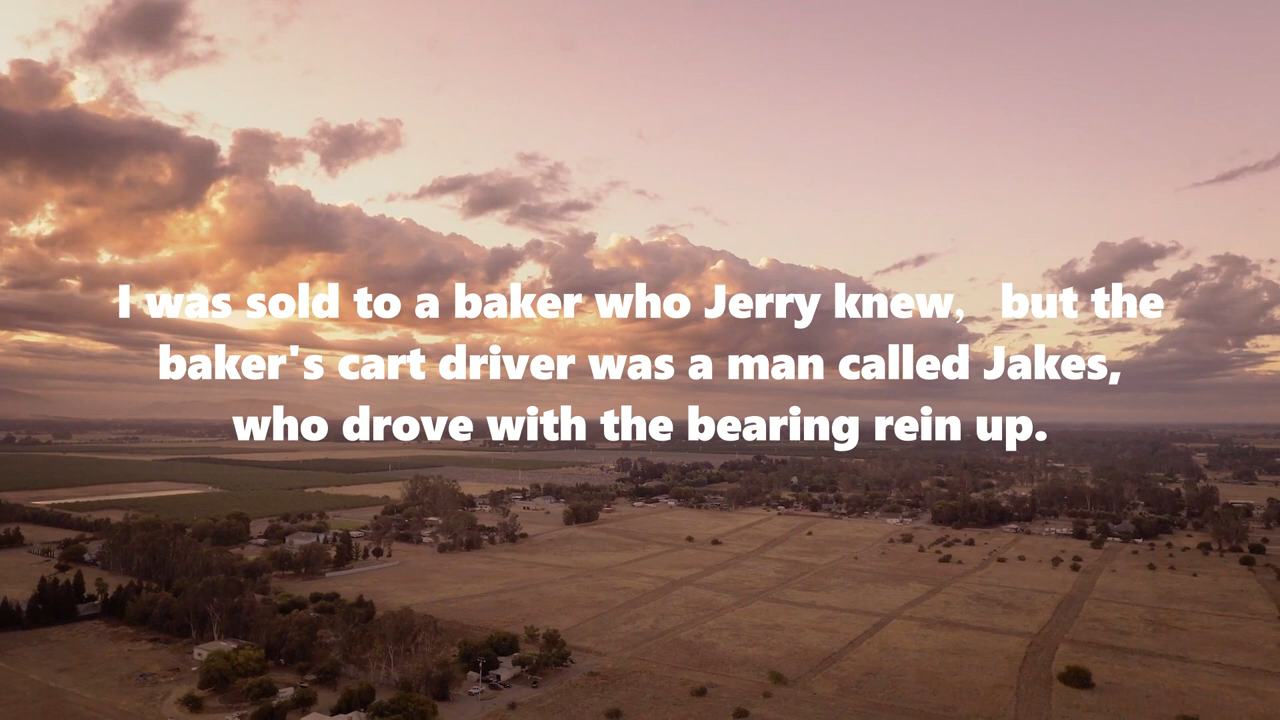 I was sold to a baker who Jerry knew， but the
baker's cart driver was a man called Jakes,
who drove with the bearing rein up.